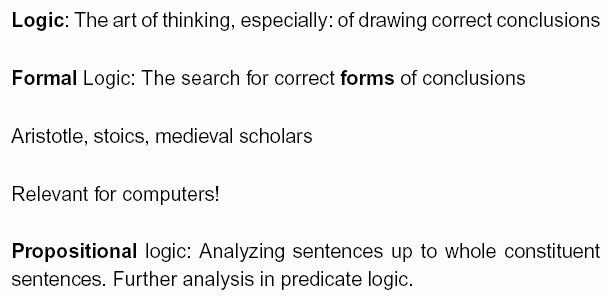 Logic: The art of thinking, especially: of drawing correct conclusions
Formal Logic: The search for correct forms of conclusions
Aristotle, stoics, medieval scholars
Relevant for computers!
Propositional logic: Analyzing sentences up to whole constituent
sentences. Further analysis in predicate logic.